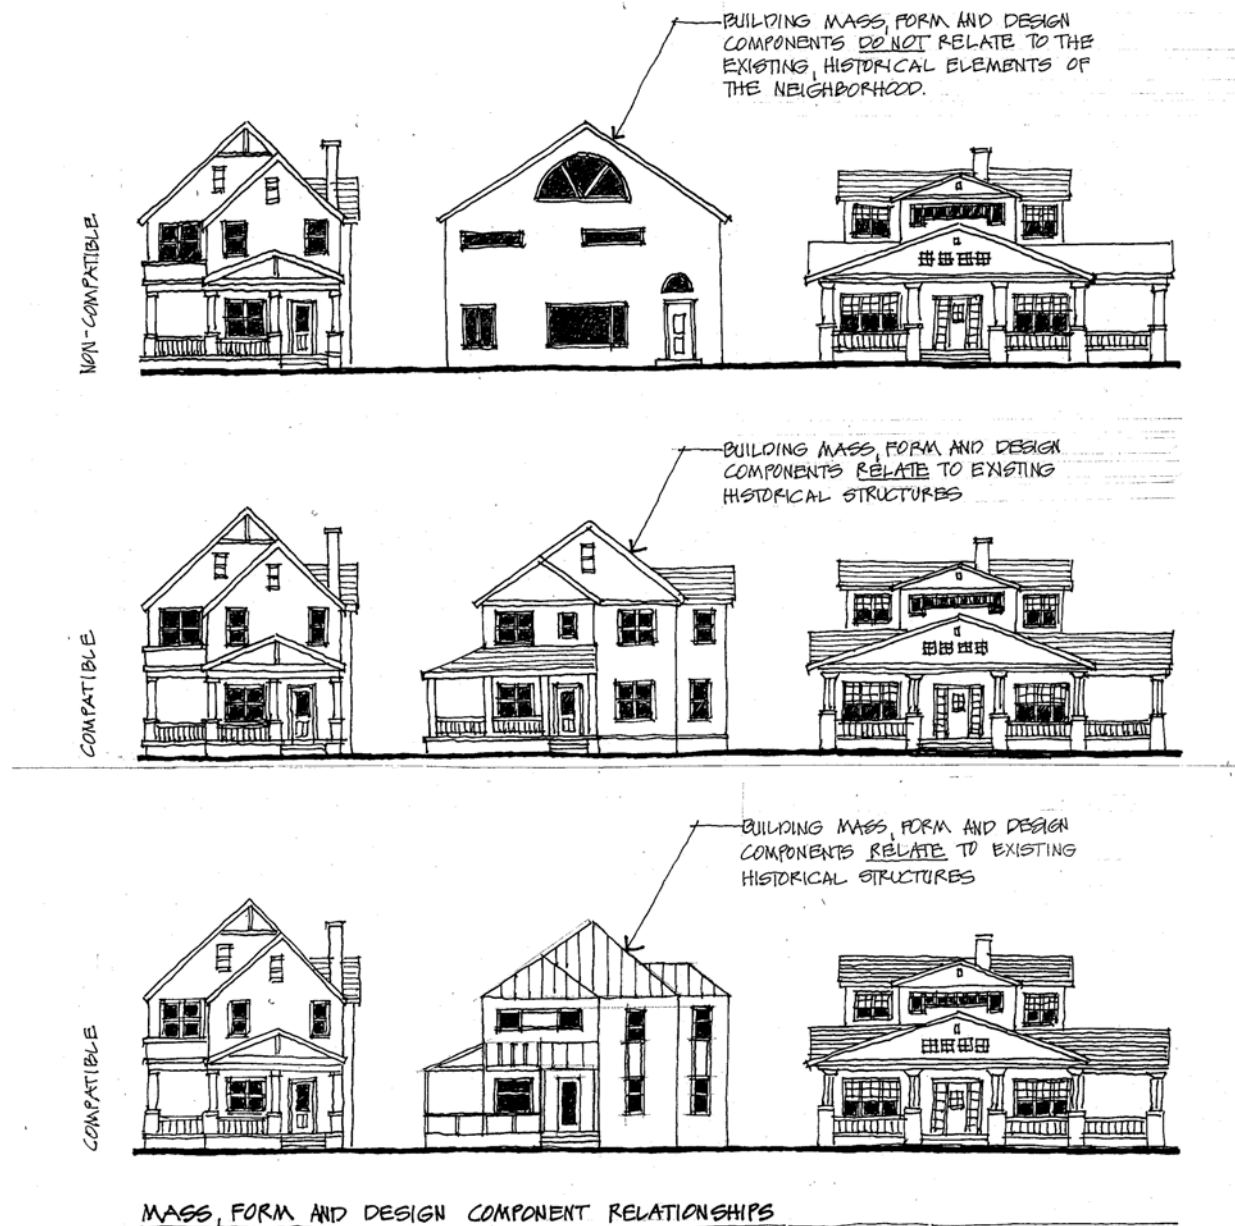 BUILDING MASS, FORM AND DESIGN
COMPONENTS DO NOT RELATE TO THE
EXISTING, HISTORICAL ELEMENTS OF
THE NEIGHBORHOOD.
NON-COMPATIBLE
BUILDING MASS, FORM AND DESIGN
COMPONENTS RELATE TO EXISTING
HISTORICAL STRUCTURES
COMPATIBLE
BUILDING MASS, FORM AND DESIGN
COMPONENTS RELATE TO EXISTING
HISTORICAL STRUCTURES
COMPATIBLE
MASS, FORM AND DESIGN COMPONENT RELATIONSHIPS